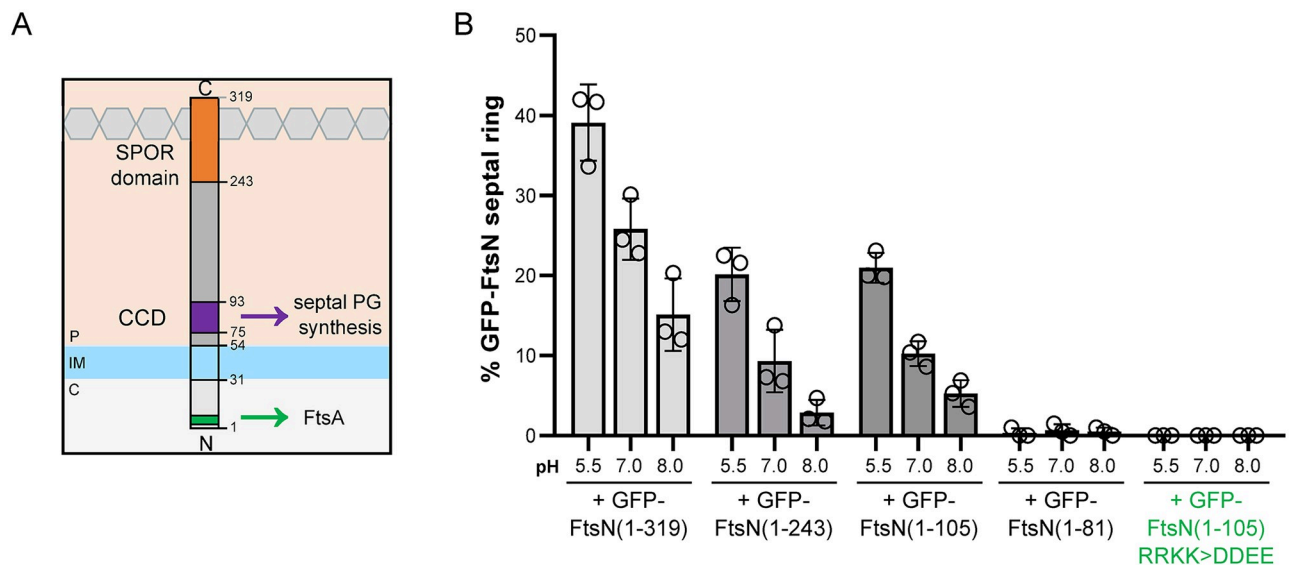 A
C
319
SPOR
domain
243
93
CCD
septal PG
synthesis
75
P
54
IM
31
C
FtsA
1
N
B
% GFP-FtsN septal ring
50
40
30
20
10
0
pH 5.5 7.0 8.0 5.5 7.0 8.0 5.5 7.0 8.0 5.5 7.0 8.0 5.5 7.0 8.0
+ GFP-
FtsN(1-319)
+ GFP-
FtsN(1-243)
+ GFP-
FtsN(1-105)
+ GFP-
FtsN(1-81)
+ GFP-
FtsN(1-105)
RRKK>DDEE